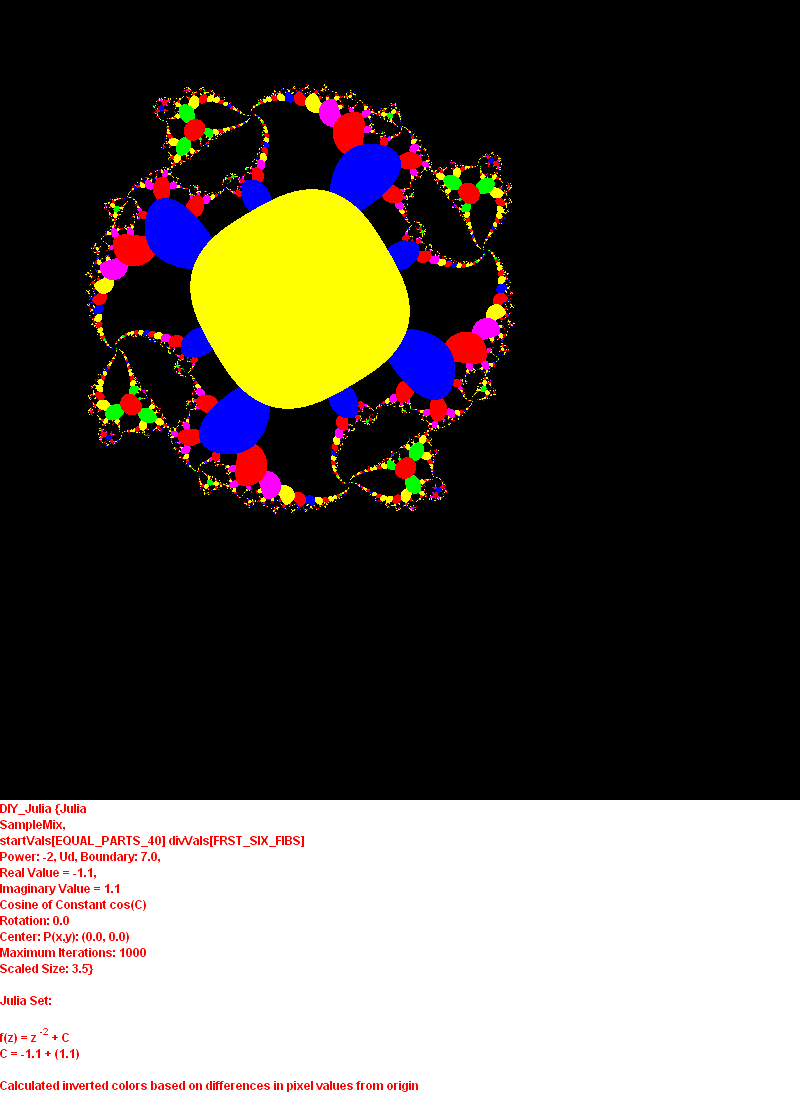 DIY_Julia {Julia
SampleMix,
startVals[EQUAL_PARTS_40] divVals[FRST_SIX_FIBS]
Power: -2, Ud, Boundary: 7.0,
Real Value = -1.1,
Imaginary Value = 1.1
Cosine of Constant cos(C)
Rotation: 0.0
Center: P(x,y): (0.0, 0.0)
Maximum Iterations: 1000
Scaled Size: 3.5}
Julia Set:
f(z) = z -2 + C
C = -1.1 + (1.1)
Calculated inverted colors based on differences in pixel values from origin